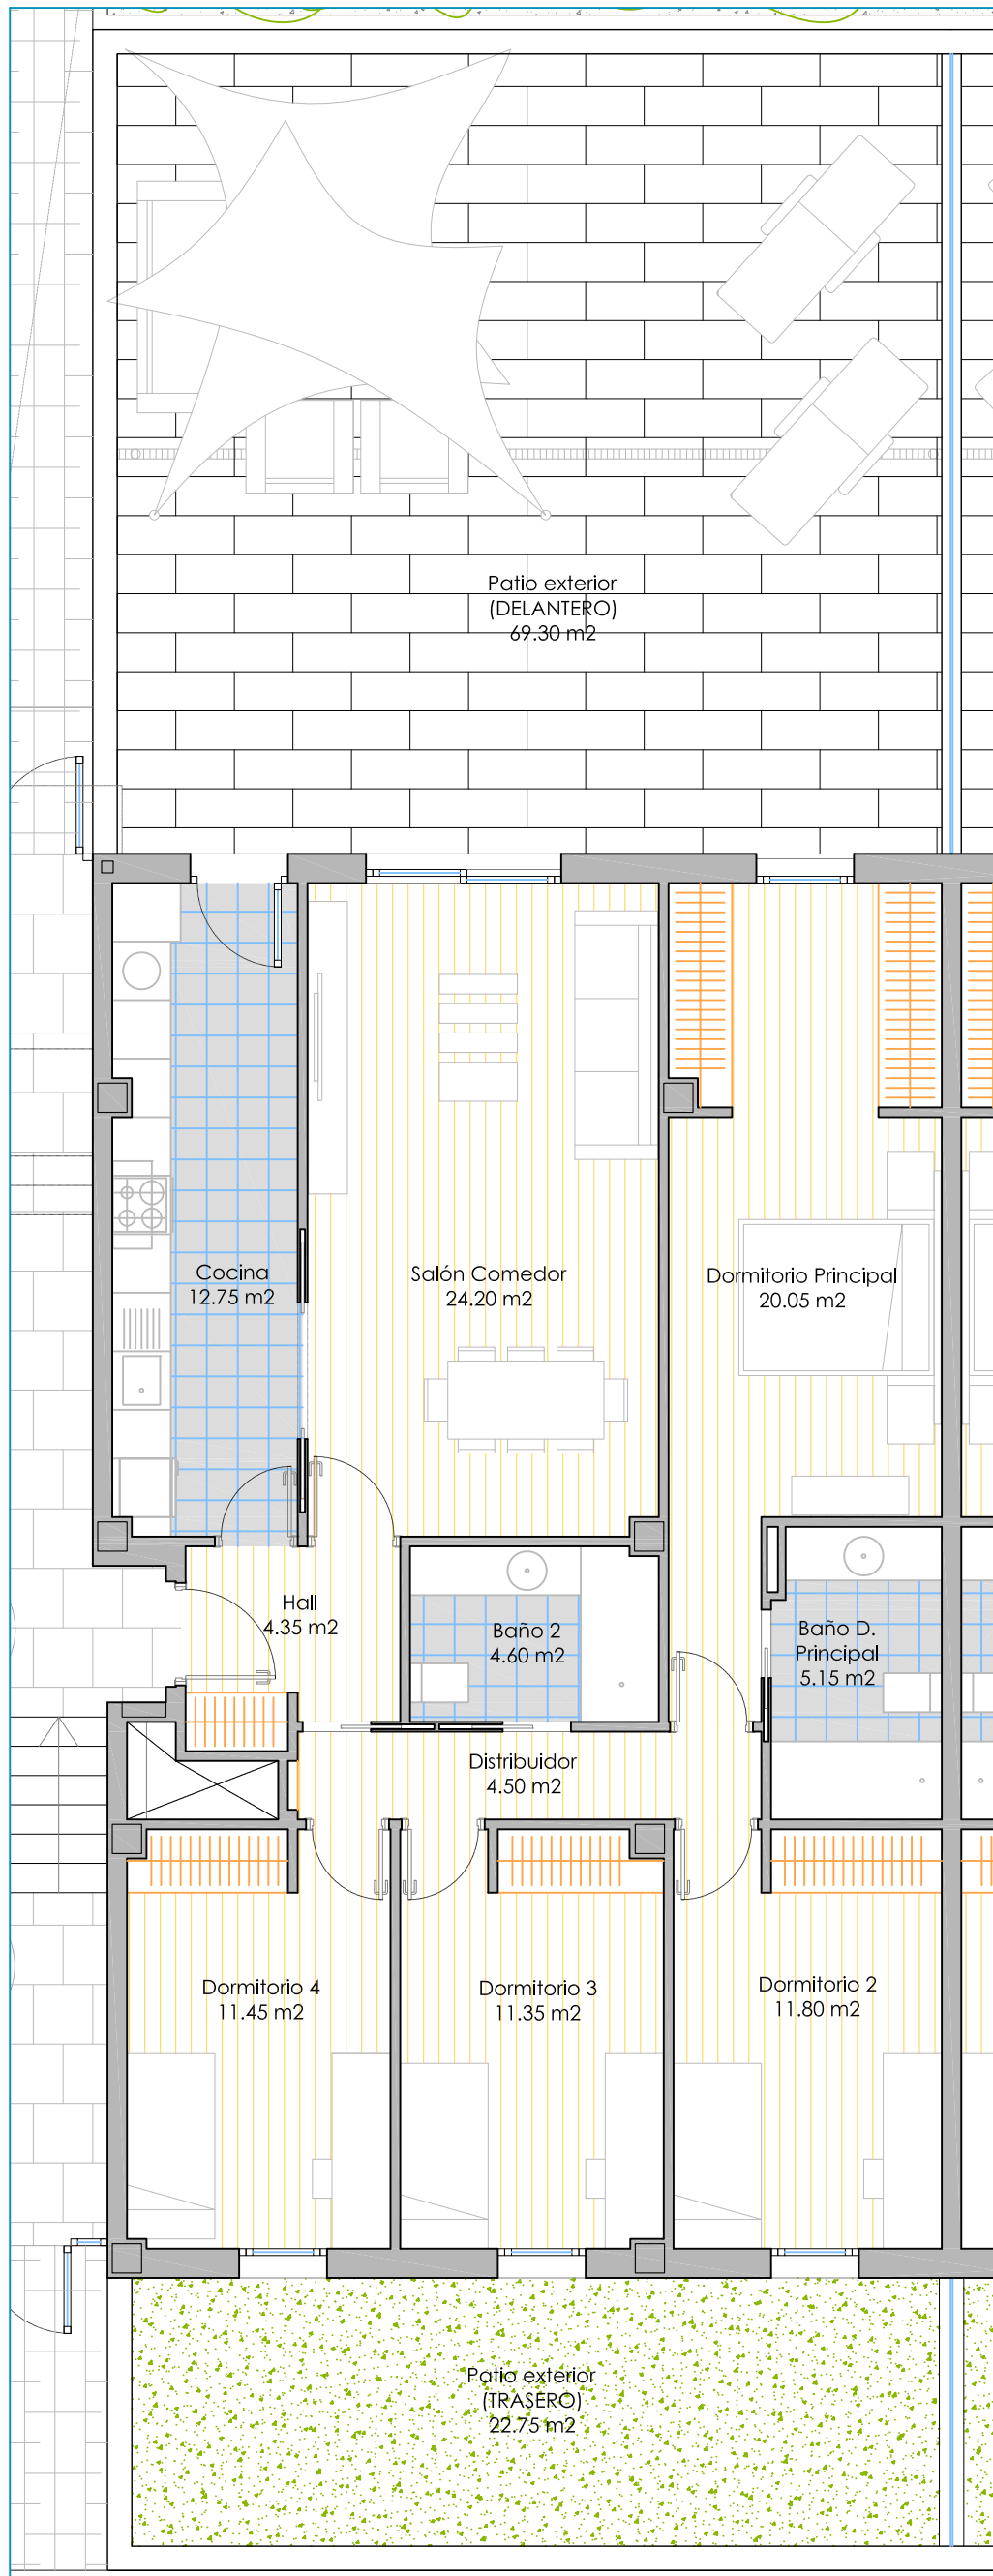 Patio exterior
(DELANTERO)
69.30 m2
Cocina
12.75 m2
Salón Comedor
24.20 m2
Dormitorio Principal
20.05 m2
Hall
4.35 m2
Baño 2
4.60 m2
Baño D.
Principal
5.15 m2
Distribuidor
4.50 m2
Dormitorio 4
11.45 m2
Dormitorio 3
11.35 m2
Dormitorio 2
11.80 m2
Patio exterior
(TRASERO)
22.75 m2